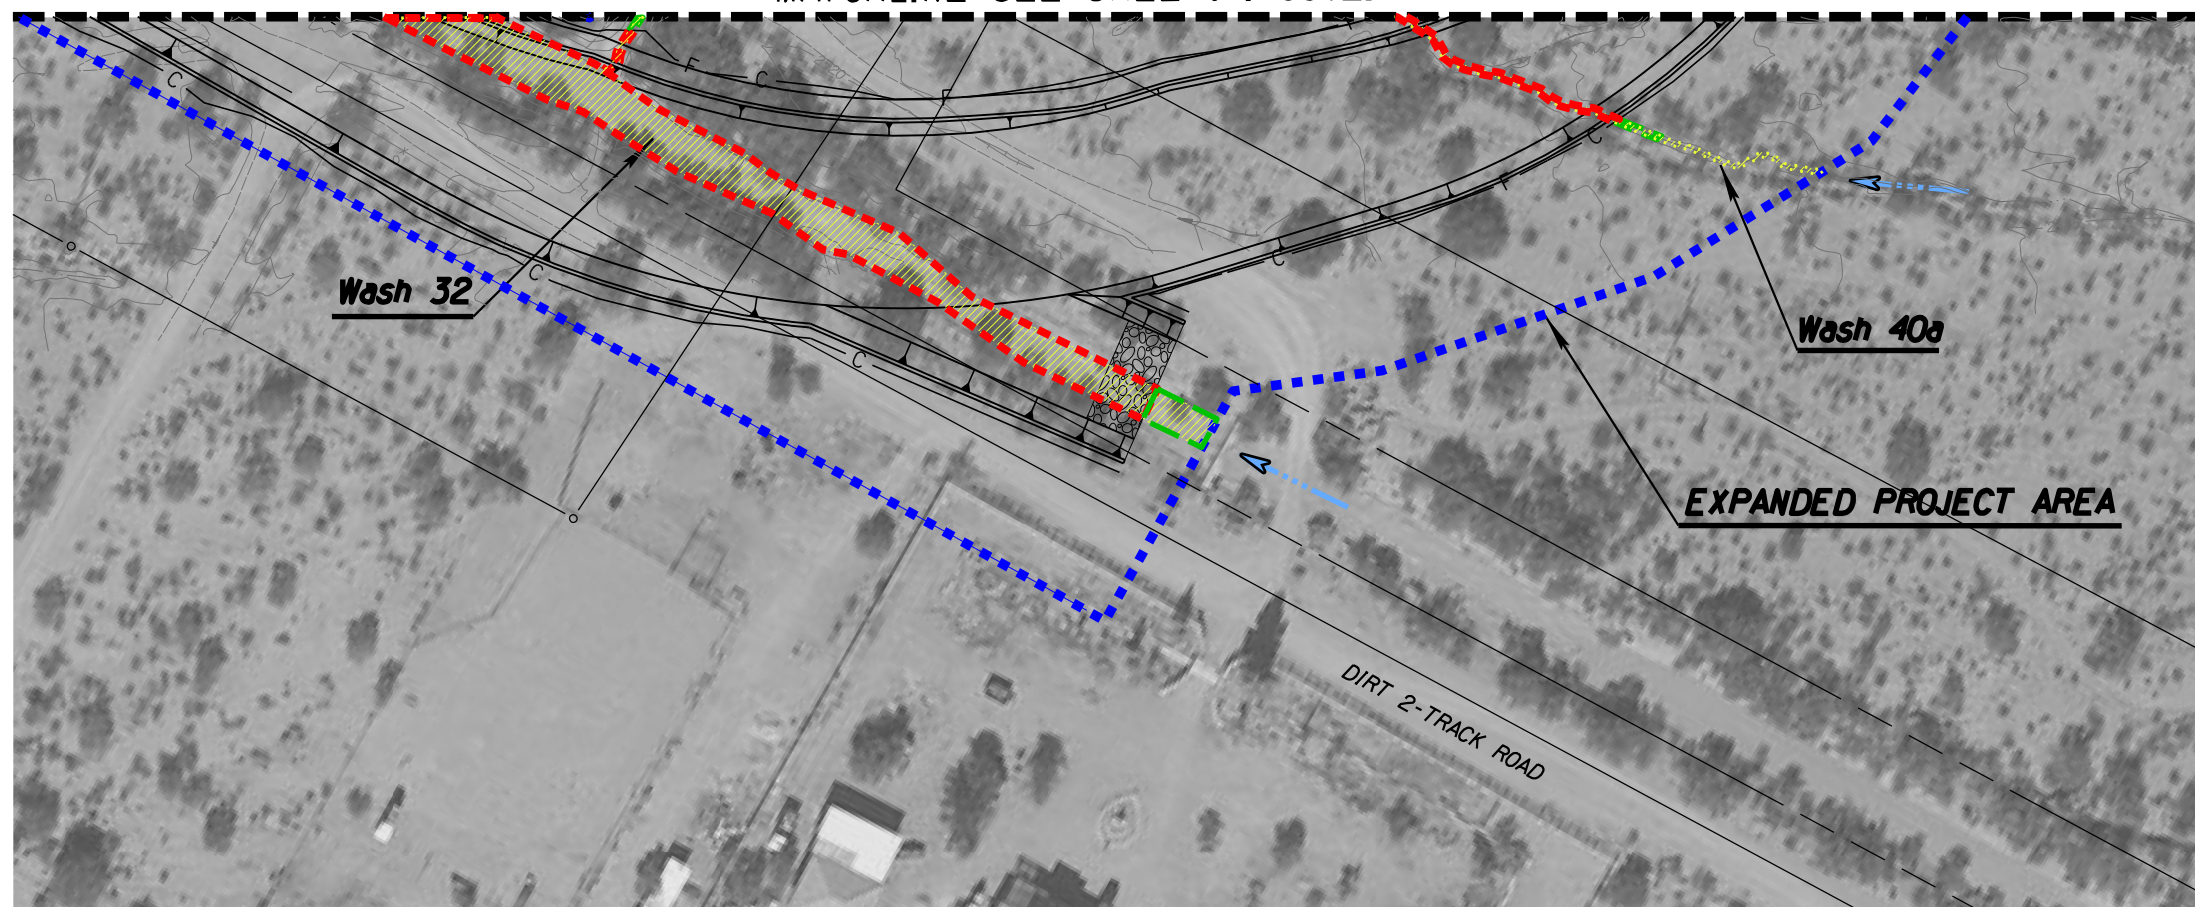 Wash 32
Wash 40a
EXPANDED PROJECT AREA
DIRT 2-TRACK ROAD
C
F
C
F
C
C
C
C
F